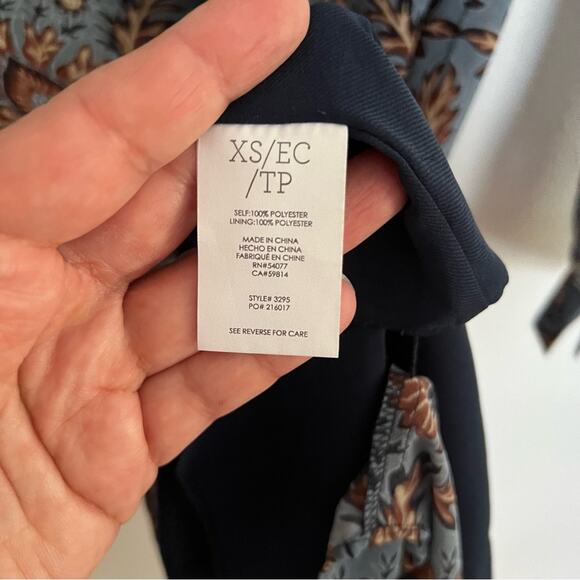 XS/EC
/TP
SELF:100% POLYESTER
LINING:100% POLYESTER
MADE IN CHINA
HECHO EN CHINA
FABRIQUÉ EN CHINE
RN#54077
CA#59814
STYLE# 3295
PO# 216017
SEE REVERSE FOR CARE